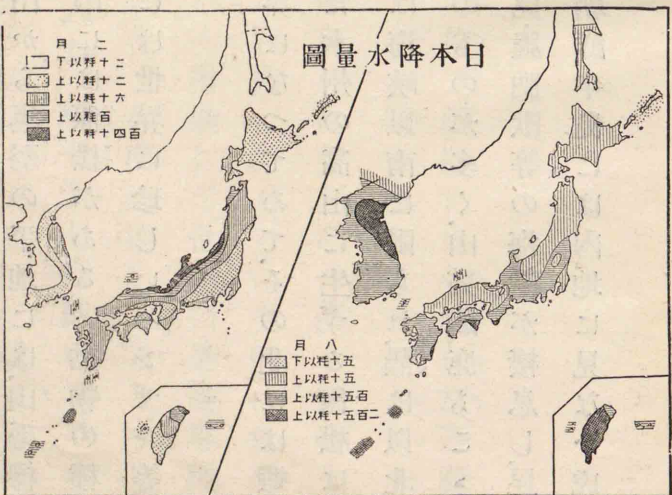 日本降水量圖
二月
二十粍以下
二十粍以上
六十粍以上
百粍以上
百四十粍以上
八月
五十粍以下
五十粍以上
百五十粍以上
二百五十粍以上